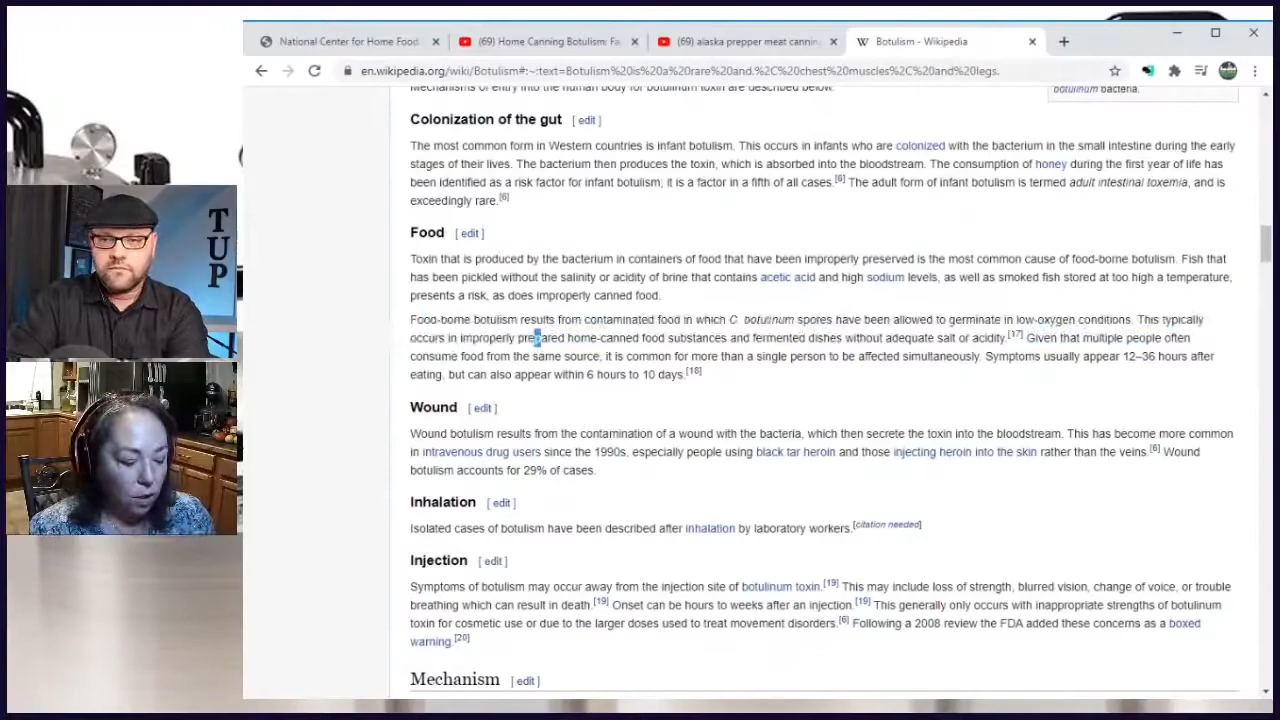 National Center for Home Food
(69) Home Canning Botulism: Fa
(69) alaska prepper meat canning
Botulism - Wikipedia
en.wikipedia.org/wiki/Botulism#:~:text=Botulism%20is%20a%20rare%20and,%2C%20chest%20muscles%2C%20and%20legs.
Mechanisms of entry into the human body for botulinum toxin are described below.
botulinum bacteria.
Colonization of the gut [ edit ]
The most common form in Western countries is infant botulism. This occurs in infants who are colonized with the bacterium in the small intestine during the early
stages of their lives. The bacterium then produces the toxin, which is absorbed into the bloodstream. The consumption of honey during the first year of life has
been identified as a risk factor for infant botulism; it is a factor in a fifth of all cases.[6] The adult form of infant botulism is termed adult intestinal toxemia, and is
exceedingly rare.[6]
Food [ edit ]
Toxin that is produced by the bacterium in containers of food that have been improperly preserved is the most common cause of food-borne botulism. Fish that
has been pickled without the salinity or acidity of brine that contains acetic acid and high sodium levels, as well as smoked fish stored at too high a temperature,
presents a risk, as does improperly canned food.
Food-borne botulism results from contaminated food in which C. botulinum spores have been allowed to germinate in low-oxygen conditions. This typically
occurs in improperly prepared home-canned food substances and fermented dishes without adequate salt or acidity.[17] Given that multiple people often
consume food from the same source, it is common for more than a single person to be affected simultaneously. Symptoms usually appear 12–36 hours after
eating, but can also appear within 6 hours to 10 days.[18]
Wound [ edit ]
Wound botulism results from the contamination of a wound with the bacteria, which then secrete the toxin into the bloodstream. This has become more common
in intravenous drug users since the 1990s, especially people using black tar heroin and those injecting heroin into the skin rather than the veins.[6] Wound
botulism accounts for 29% of cases.
Inhalation [ edit ]
Isolated cases of botulism have been described after inhalation by laboratory workers.[citation needed]
Injection [ edit ]
Symptoms of botulism may occur away from the injection site of botulinum toxin.[19] This may include loss of strength, blurred vision, change of voice, or trouble
breathing which can result in death.[19] Onset can be hours to weeks after an injection.[19] This generally only occurs with inappropriate strengths of botulinum
toxin for cosmetic use or due to the larger doses used to treat movement disorders.[6] Following a 2008 review the FDA added these concerns as a boxed
warning.[20]
Mechanism [ edit ]
T
U
P